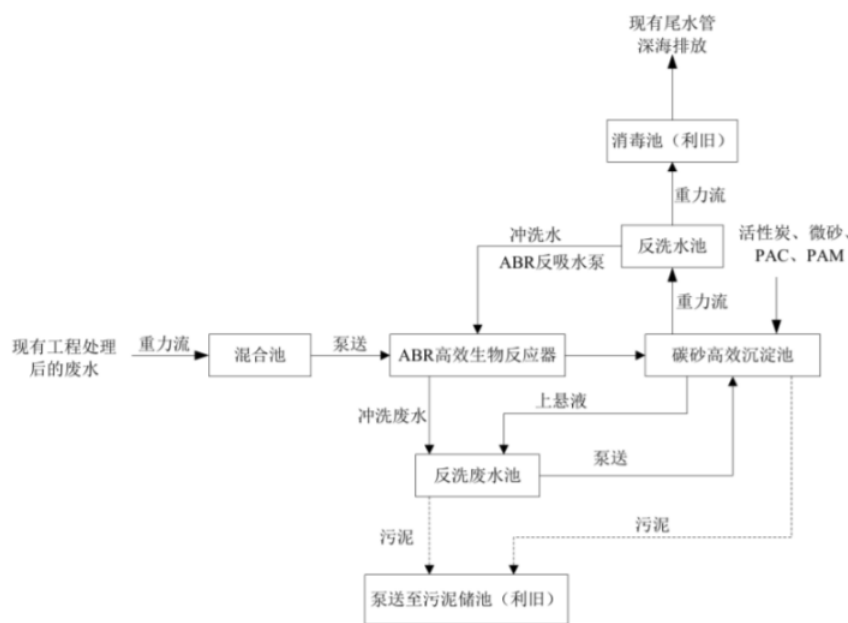 现有尾水管
深海排放
消毒池（利旧）
重力流
冲洗水
ABR反吸水泵
反洗水池
活性炭、微砂、
PAC、PAM
重力流
现有工程处理
后的废水
重力流
混合池
泵送
ABR高效生物反应器
碳砂高效沉淀池
冲洗废水
上悬液
反洗废水池
泵送
污泥
污泥
泵送至污泥储池（利旧）